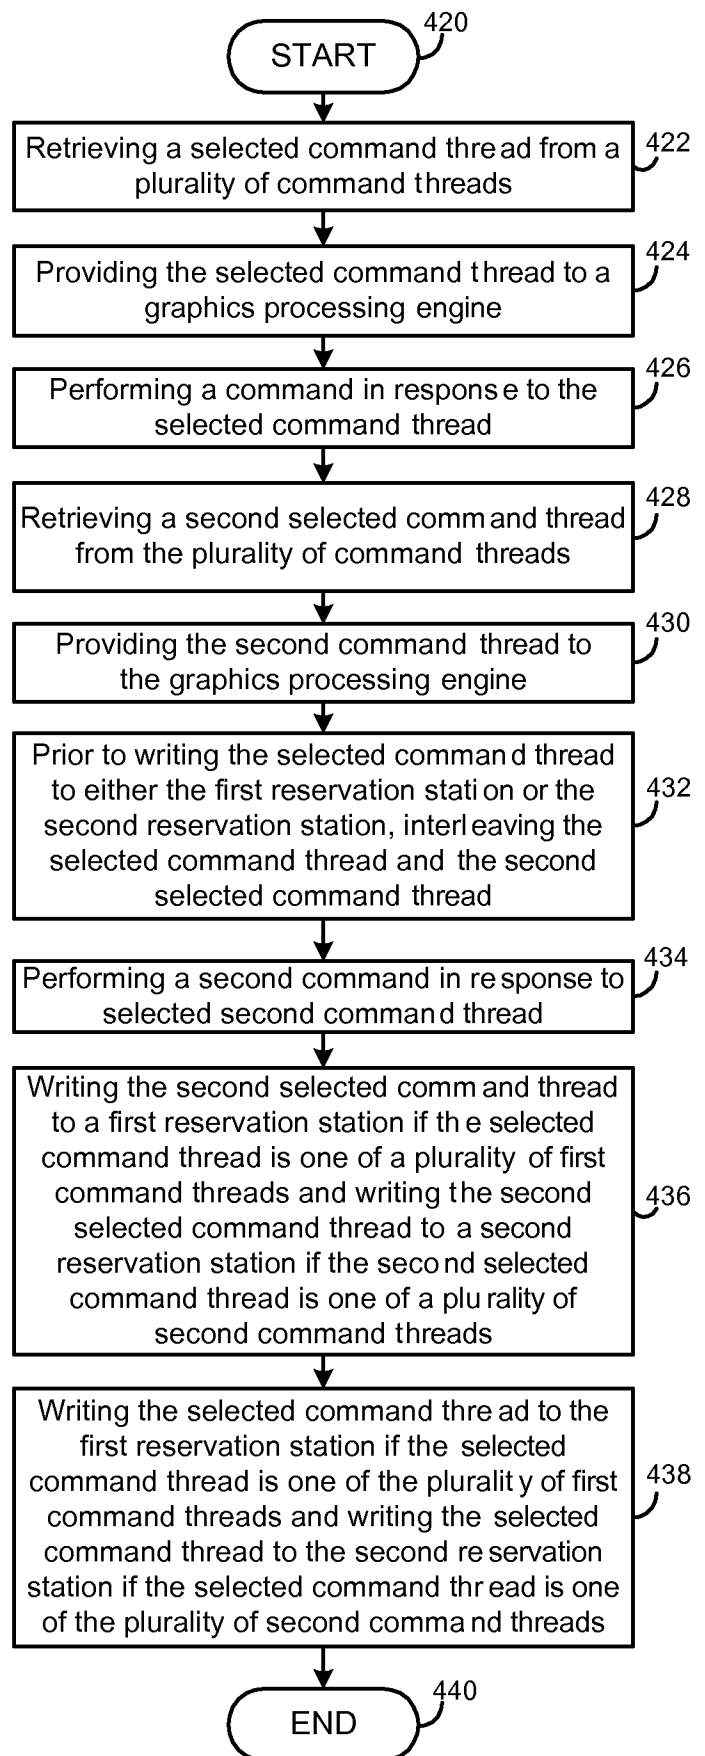 START
420
Retrieving a selected command thread from a
plurality of command threads
422
Providing the selected command thread to a
graphics processing engine
424
Performing a command in response to the
selected command thread
426
Retrieving a second selected command thread
from the plurality of command threads
428
Providing the second command thread to
the graphics processing engine
430
Prior to writing the selected command thread
to either the first reservation station or the
second reservation station, interleaving the
selected command thread and the second
selected command thread
432
Performing a second command in response to
selected second command thread
434
Writing the second selected command thread
to a first reservation station if the selected
command thread is one of a plurality of first
command threads and writing the second
selected command thread to a second
reservation station if the second selected
command thread is one of a plurality of
second command threads
436
Writing the selected command thread to the
first reservation station if the selected
command thread is one of the plurality of first
command threads and writing the selected
command thread to the second reservation
station if the selected command thread is one
of the plurality of second command threads
438
END
440